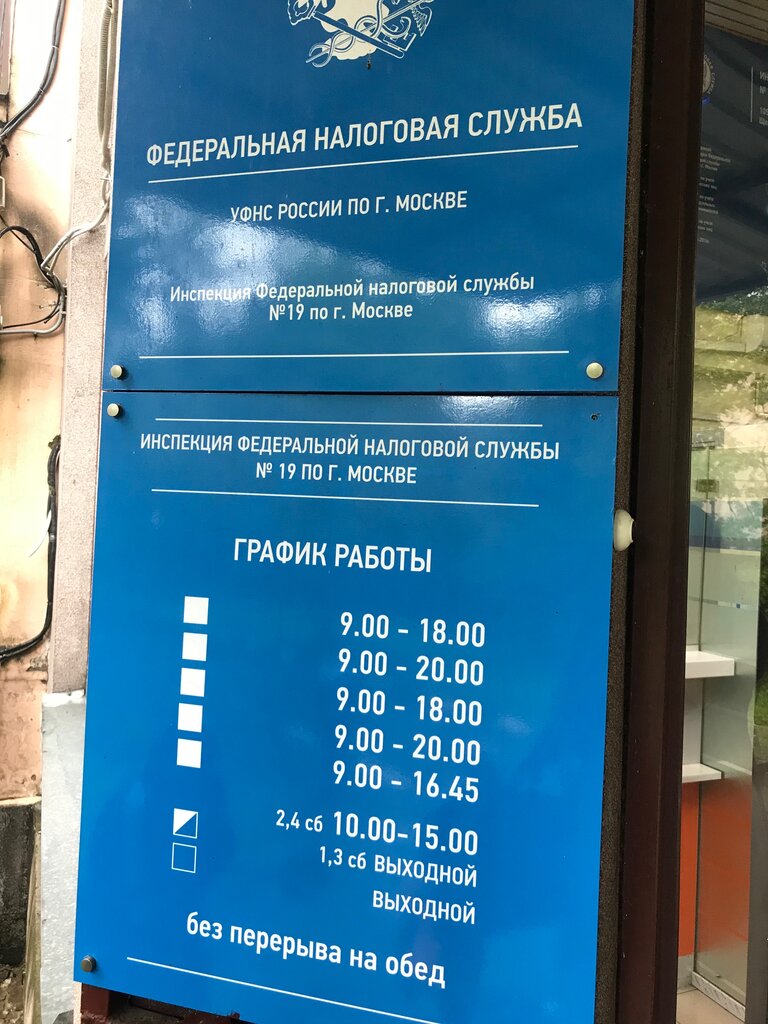 ФЕДЕРАЛЬНАЯ НАЛОГОВАЯ СЛУЖБА
УФНС РОССИИ ПО Г. МОСКВЕ
Инспекция Федеральной налоговой службы
№19 по г. Москве
ИНСПЕКЦИЯ ФЕДЕРАЛЬНОЙ НАЛОГОВОЙ СЛУЖБЫ
№ 19 ПО Г. МОСКВЕ
ГРАФИК РАБОТЫ
9.00 - 18.00
9.00 - 20.00
9.00 - 18.00
9.00 - 20.00
9.00 - 16.45
2,4 сб 10.00-15.00
1,3 сб ВЫХОДНОЙ
ВЫХОДНОЙ
без перерыва на обед